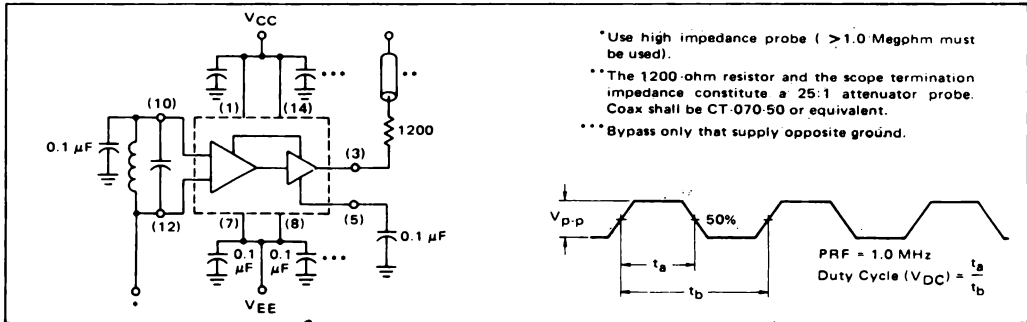 VCC
*Use high impedance probe ( >1.0 Megphm must
be used).
**The 1200-ohm resistor and the scope termination
impedance constitute a 25:1 attenuator probe.
Coax shall be CT-070-50 or equivalent.
***Bypass only that supply opposite ground.
***
***
**
(10)
(1)
(14)
0.1 µF
1200
(3)
(12)
(7)
(8)
(5)
0.1
µF
0.1
µF
***
0.1 µF
VEE
*
Vp-p
50%
ta
tb
PRF = 1.0 MHz
Duty Cycle (VDC) = ta
tb